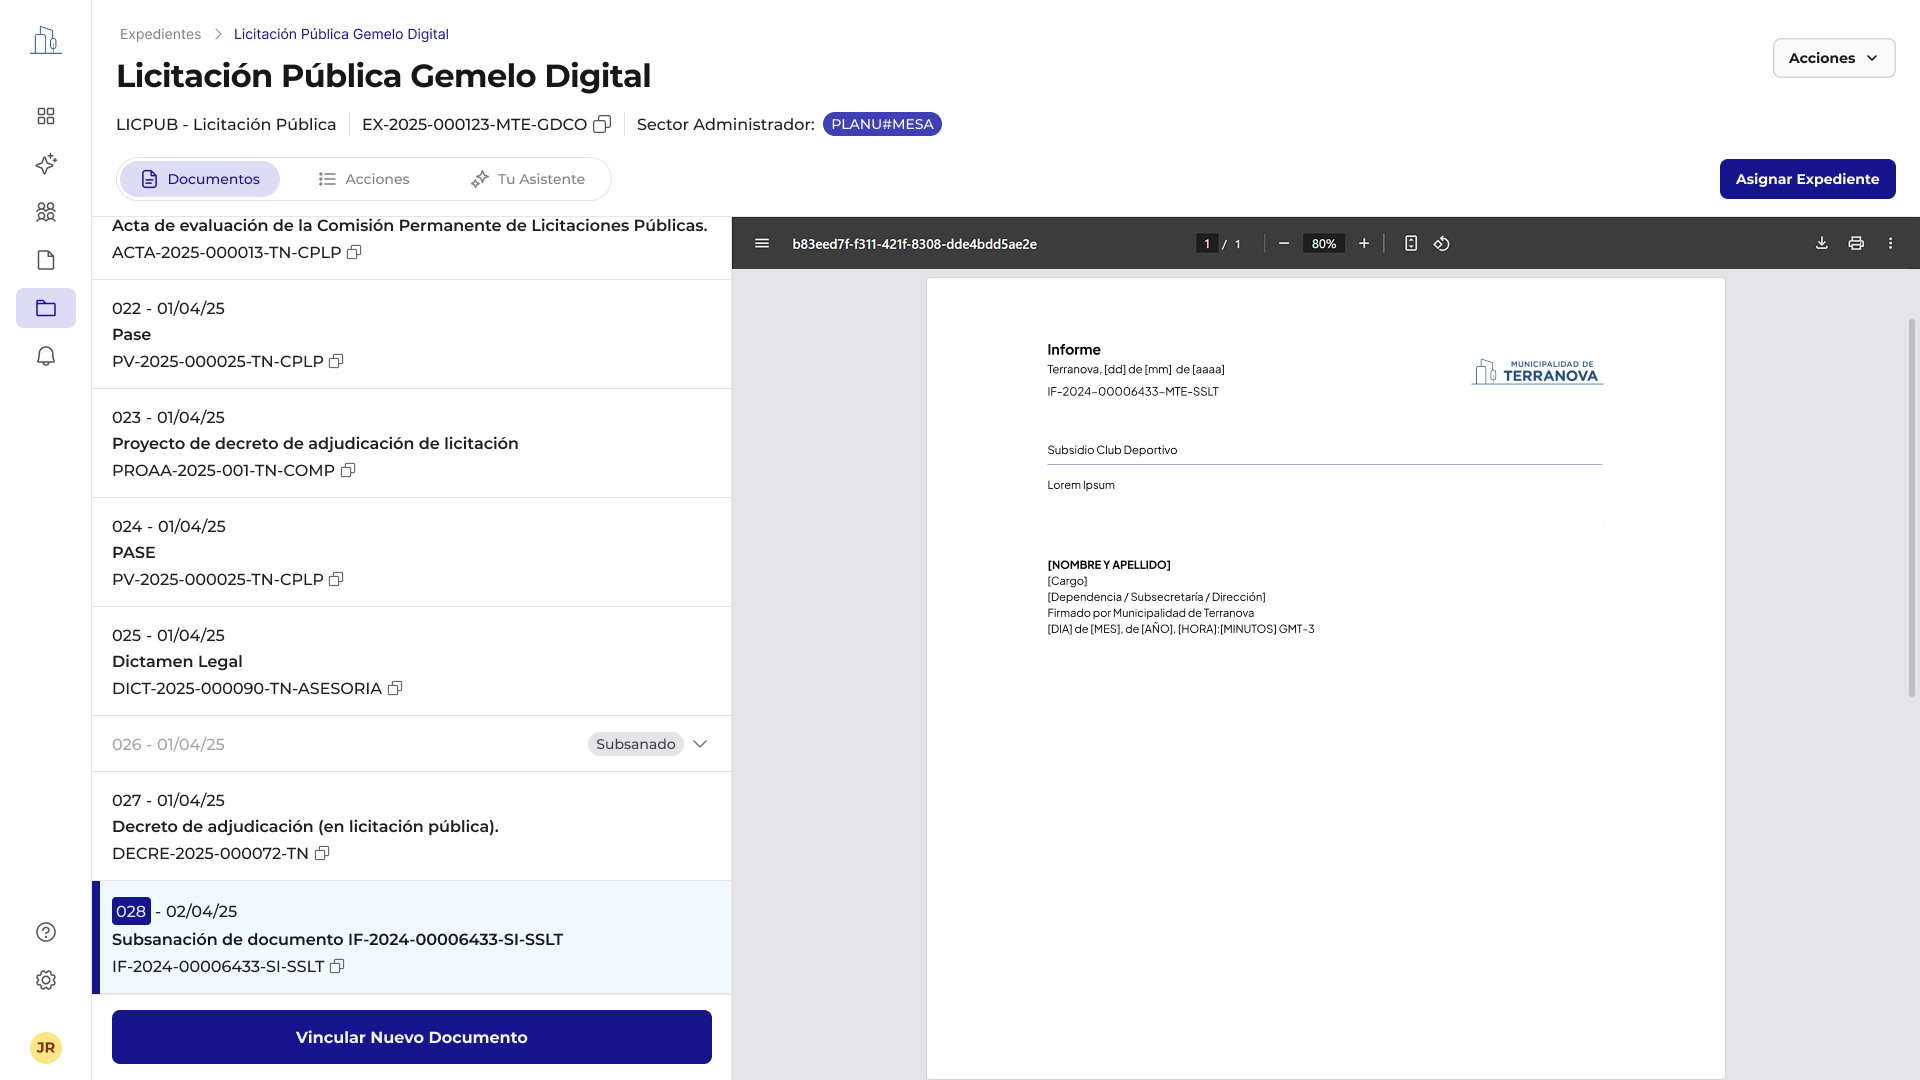 Expedientes
Licitación Pública Gemelo Digital
Licitación Pública Gemelo Digital
Acciones
LICPUB - Licitación Pública
EX-2025-000123-MTE-GDCO
Sector Administrador:
PLANU#MESA
Documentos
Acciones
Tu Asistente
Asignar Expediente
Acta de evaluación de la Comisión Permanente de Licitaciones Públicas.
ACTA-2025-000013-TN-CPLP
022 - 01/04/25
Pase
PV-2025-000025-TN-CPLP
023 - 01/04/25
Proyecto de decreto de adjudicación de licitación
PROAA-2025-001-TN-COMP
024 - 01/04/25
PASE
PV-2025-000025-TN-CPLP
025 - 01/04/25
Dictamen Legal
DICT-2025-000090-TN-ASESORIA
026 - 01/04/25
Subsanado
027 - 01/04/25
Decreto de adjudicación (en licitación pública).
DECRE-2025-000072-TN
028 - 02/04/25
Subsanación de documento IF-2024-00006433-SI-SSLT
IF-2024-00006433-SI-SSLT
Vincular Nuevo Documento
JR
b83eed7f-f311-421f-8308-dde4bdd5ae2e
1 / 1
80%
Informe
Terranova, [dd] de [mm] de [aaaa]
IF-2024-00006433-MTE-SSLT
MUNICIPALIDAD DE
TERRANOVA
Subsidio Club Deportivo
Lorem Ipsum
[NOMBRE Y APELLIDO]
[Cargo]
[Dependencia / Subsecretaría / Dirección]
Firmado por Municipalidad de Terranova
[DIA] de [MES], de [AÑO], [HORA]:[MINUTOS] GMT-3